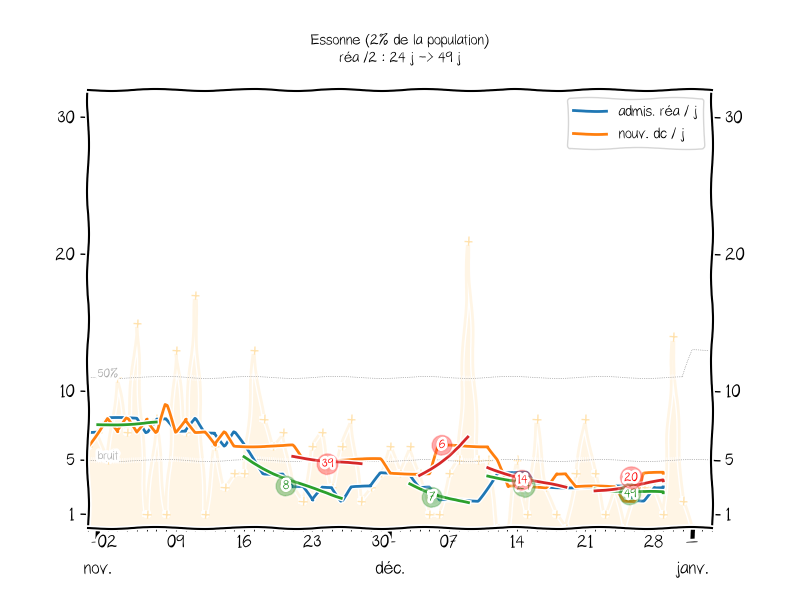 Essonne (2% de la population)
réa /2 : 24 j -> 49 j
admis. réa / j
nouv. dc / j
30 30
20 20
50%
10 10
bruit
5 5
1 1
8 39 7 6 14 20 49
02 09 16 23 30 07 14 21 28
nov. déc. janv.